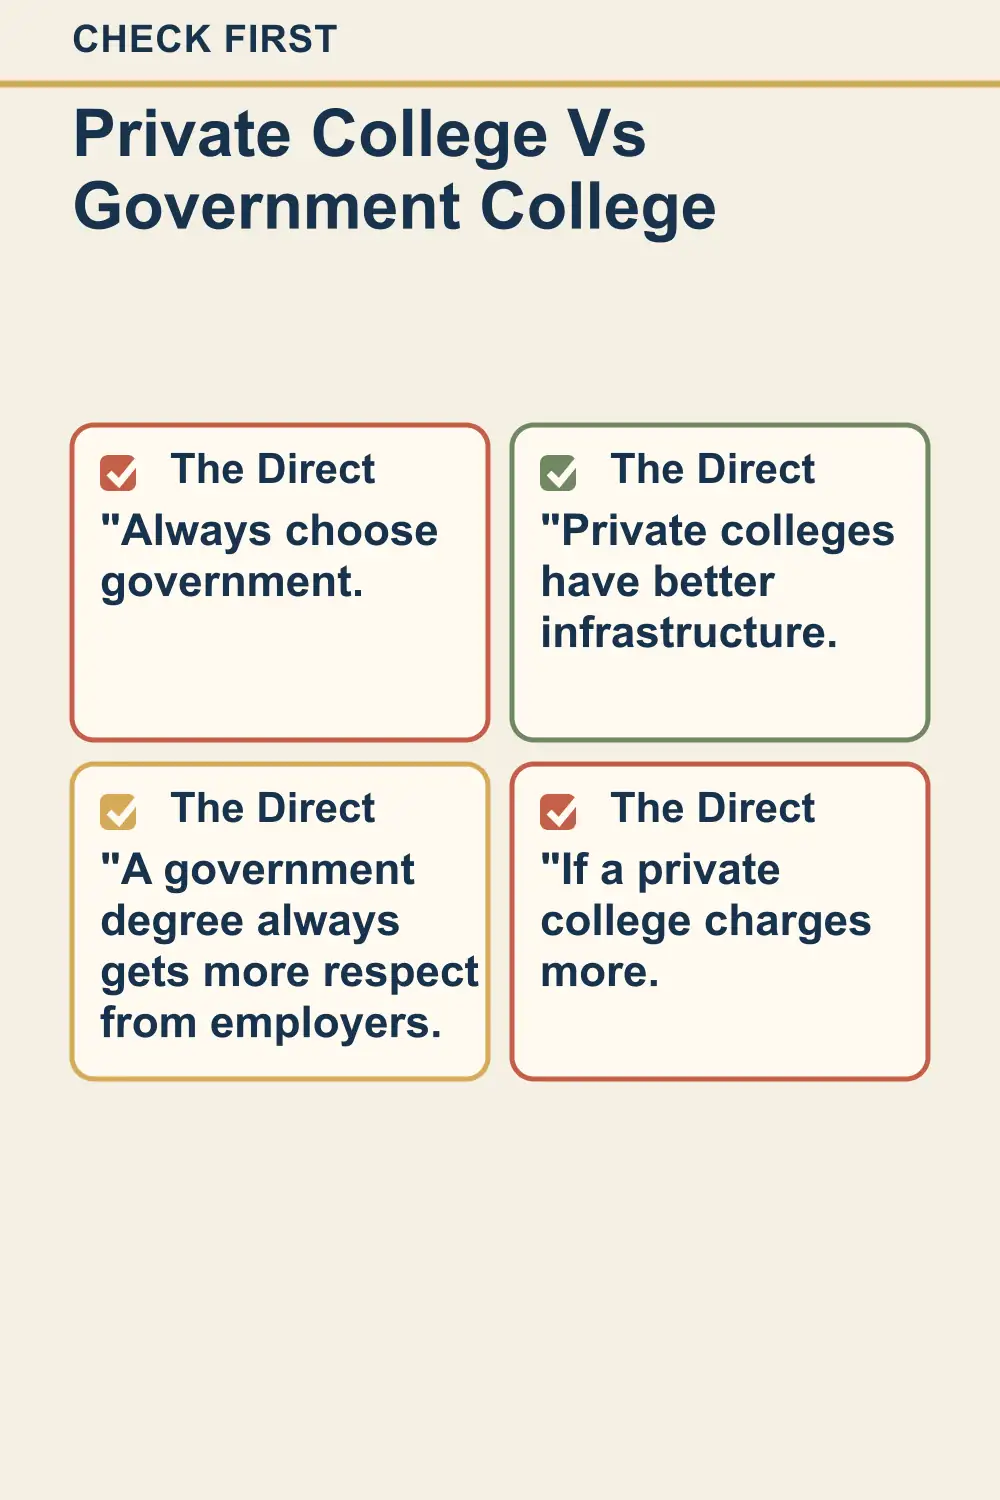 CHECK FIRST
Private College Vs
Government College
The Direct
"Always choose
government.
The Direct
"Private colleges
have better
infrastructure.
The Direct
"A government
degree always
gets more respect
from employers.
The Direct
"If a private
college charges
more.